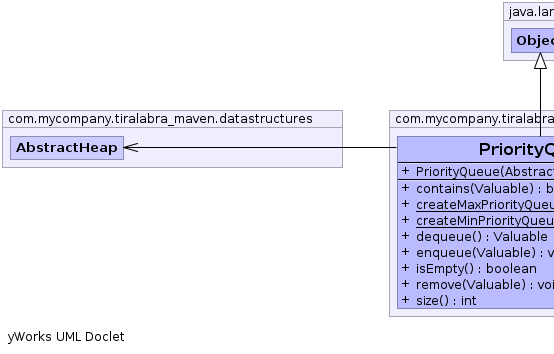 java.lan
Objec
com.mycompany.tiralabra_maven.datastructures
AbstractHeap
com.mycompany.tiralabra
PriorityQ
+ PriorityQueue(Abstract
+ contains(Valuable) : b
+ createMaxPriorityQueu
+ createMinPriorityQueu
+ dequeue() : Valuable
+ enqueue(Valuable) : v
+ isEmpty() : boolean
+ remove(Valuable) : voi
+ size() : int
yWorks UML Doclet